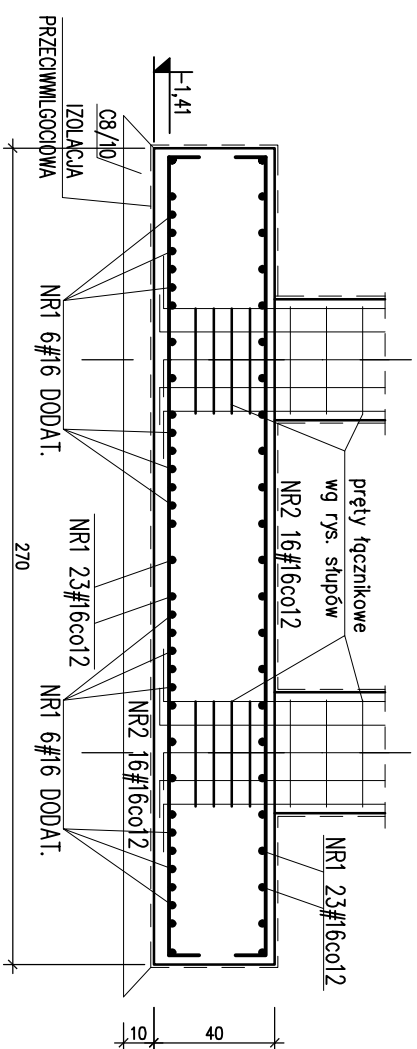 pręty łącznikowe
wg rys. słupów
NR1 23#16co12
NR2 16#16co12
-1,41
C8/10
IZOLACJA
PRZECIWWILGOCIOWA
NR1 6#16 DODAT.
NR1 23#16co12
NR2 16#16co12
NR1 6#16 DODAT.
270
10
40